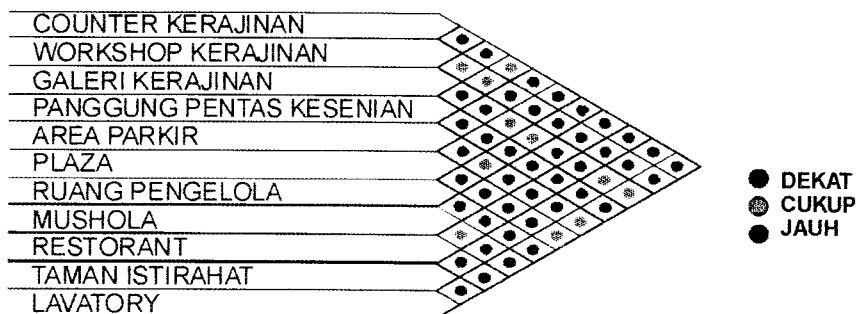 COUNTER KERAJINAN
WORKSHOP KERAJINAN
GALERI KERAJINAN
PANGGUNG PENTAS KESENIAN
AREA PARKIR
PLAZA
RUANG PENGELOLA
MUSHOLA
RESTORANT
TAMAN ISTIRAHAT
LAVATORY
DEKAT
CUKUP
JAUH